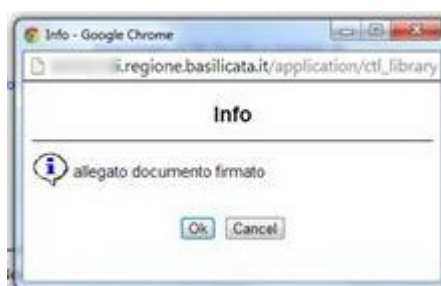 Info - Google Chrome
i.regione.basilicata.it/application/ctl_library
Info
allegato documento firmato
Ok Cancel